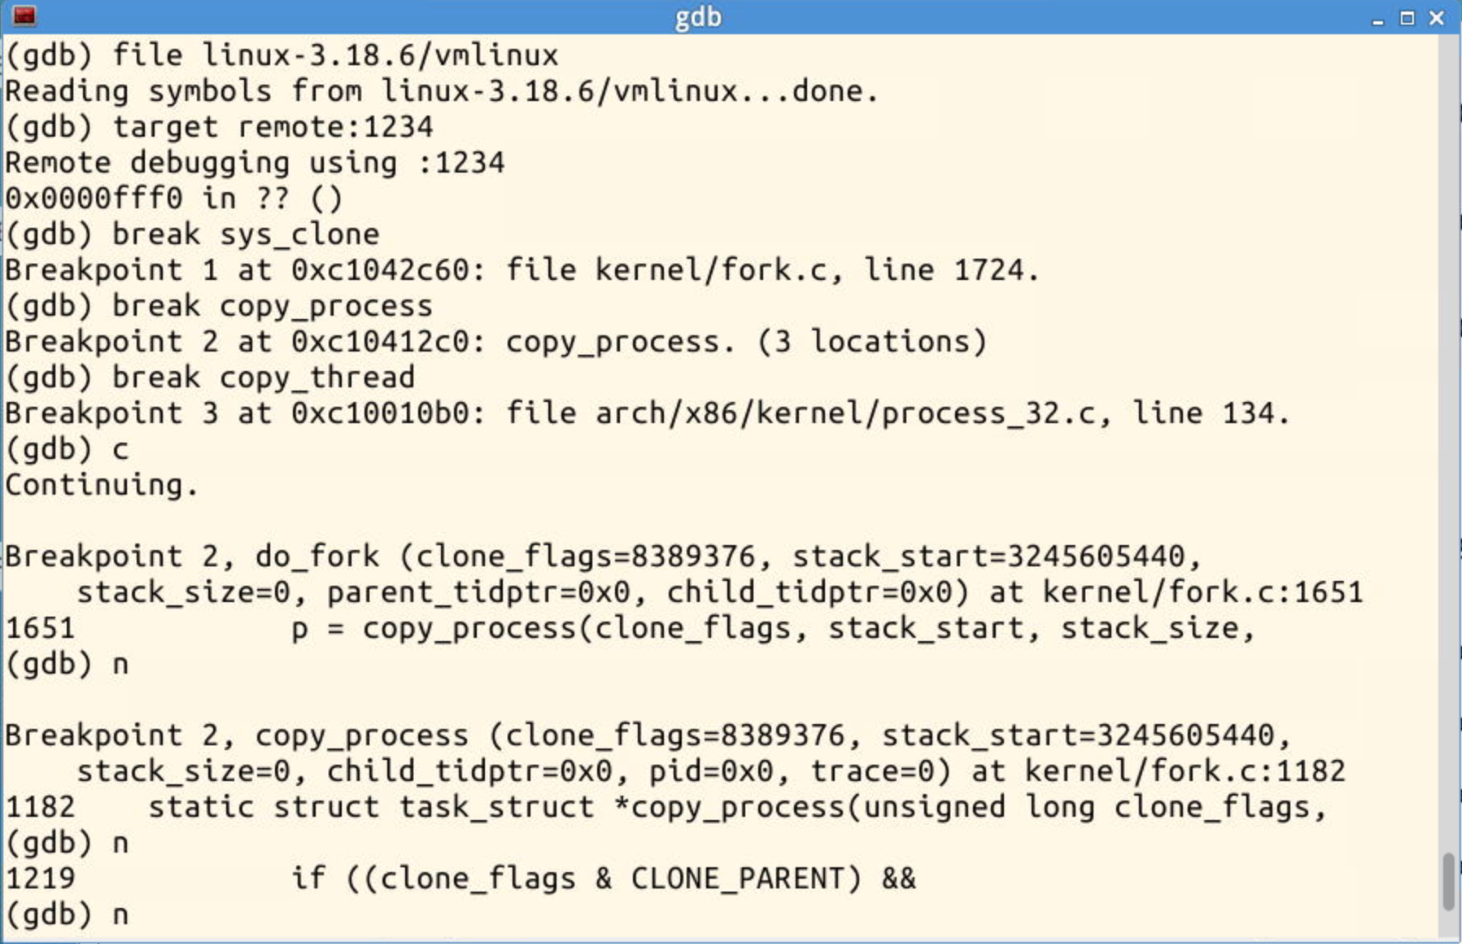 gdb
(gdb) file linux-3.18.6/vmlinux
Reading symbols from linux-3.18.6/vmlinux...done.
(gdb) target remote:1234
Remote debugging using :1234
0x0000fff0 in ?? ()
(gdb) break sys_clone
Breakpoint 1 at 0xc1042c60: file kernel/fork.c, line 1724.
(gdb) break copy_process
Breakpoint 2 at 0xc10412c0: copy_process. (3 locations)
(gdb) break copy_thread
Breakpoint 3 at 0xc10010b0: file arch/x86/kernel/process_32.c, line 134.
(gdb) c
Continuing.
Breakpoint 2, do_fork (clone_flags=8389376, stack_start=3245605440,
    stack_size=0, parent_tidptr=0x0, child_tidptr=0x0) at kernel/fork.c:1651
1651            p = copy_process(clone_flags, stack_start, stack_size,
(gdb) n
Breakpoint 2, copy_process (clone_flags=8389376, stack_start=3245605440,
    stack_size=0, child_tidptr=0x0, pid=0x0, trace=0) at kernel/fork.c:1182
1182    static struct task_struct *copy_process(unsigned long clone_flags,
(gdb) n
1219            if ((clone_flags & CLONE_PARENT) &&
(gdb) n